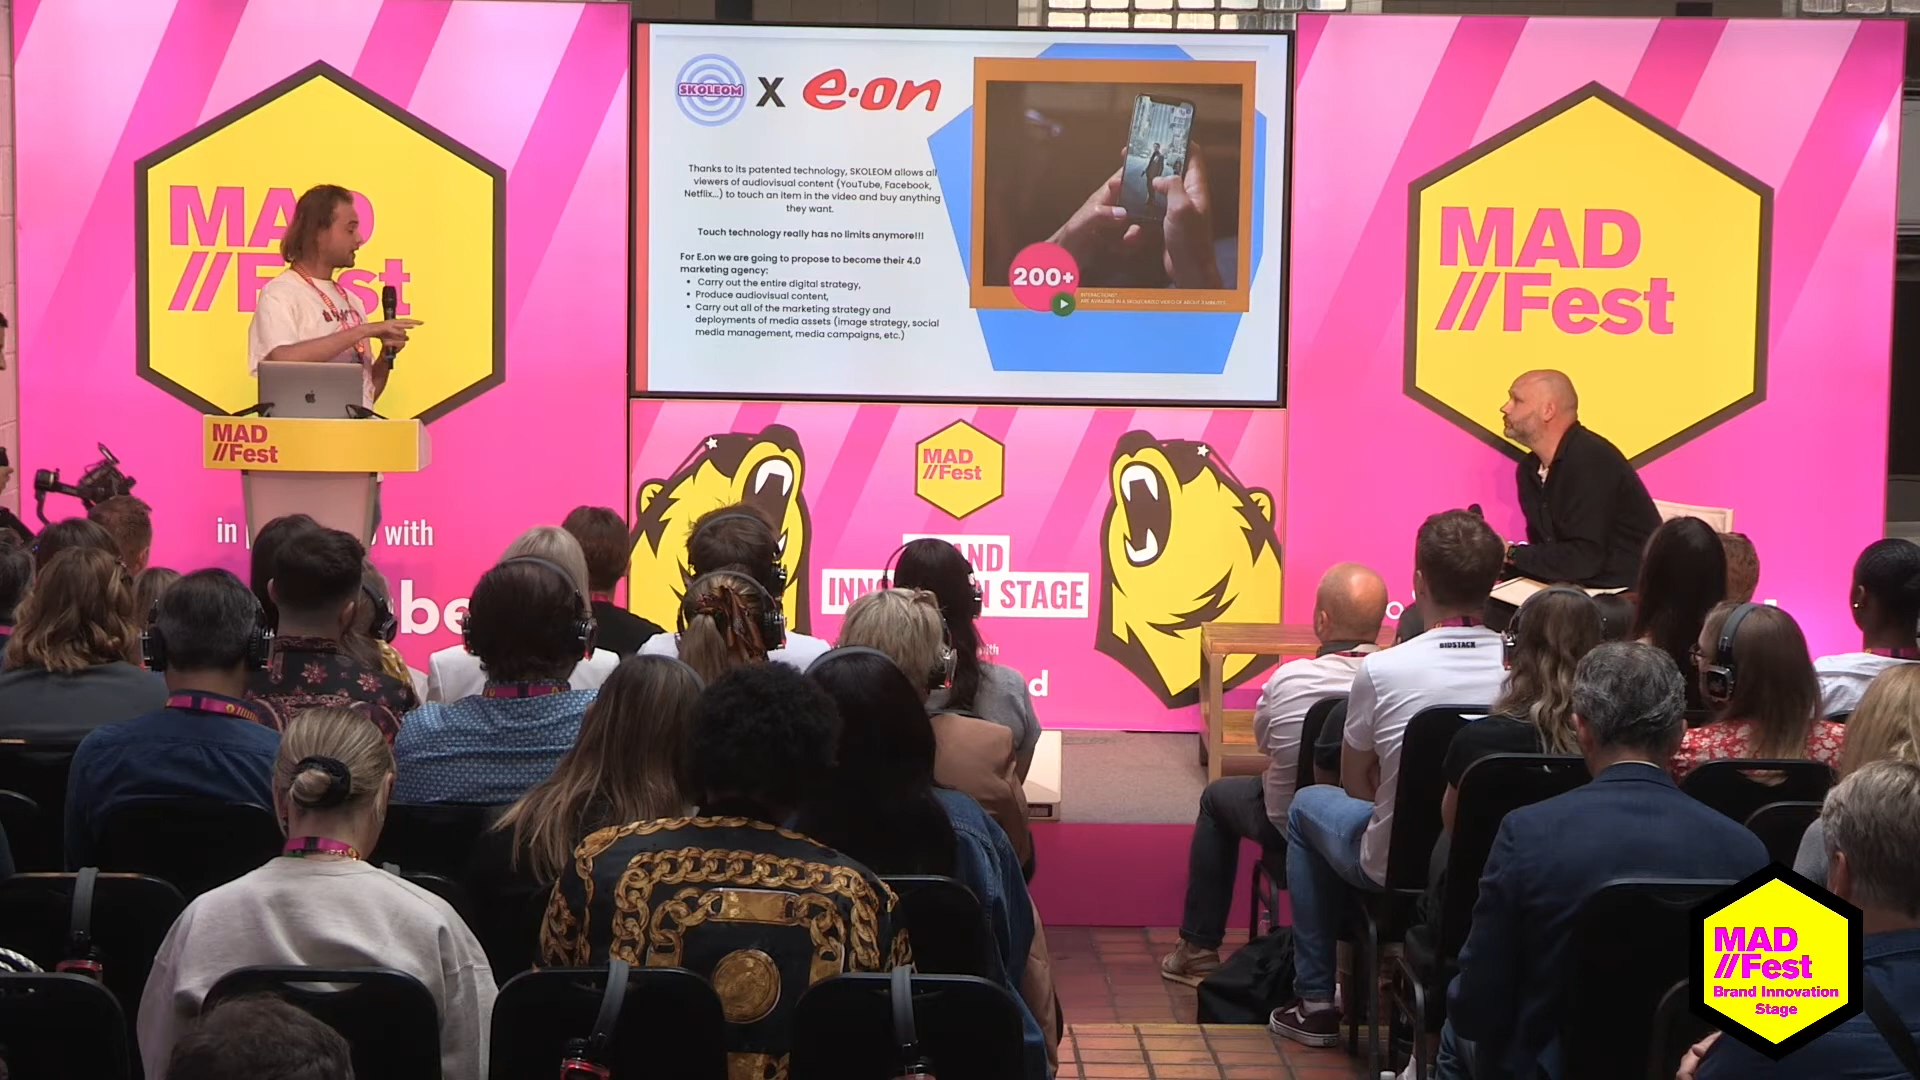 MAD
//Fest
SKOLEOM X e·on
Thanks to its patented technology, SKOLEOM allows all
viewers of audiovisual content (YouTube, Facebook,
Netflix...) to touch an item in the video and buy anything
they want.
Touch technology really has no limits anymore!!!
For E.on we are going to propose to become their 4.0
marketing agency:
• Carry out the entire digital strategy,
• Produce audiovisual content,
• Carry out all of the marketing strategy and
deployments of media assets (image strategy, social
media management, media campaigns, etc.)
200+
MAD
//Fest
MAD
//Fest
in
with
be
MAD
//Fest
STAGE
BIDSTACK
MAD
//Fest
Brand Innovation
Stage